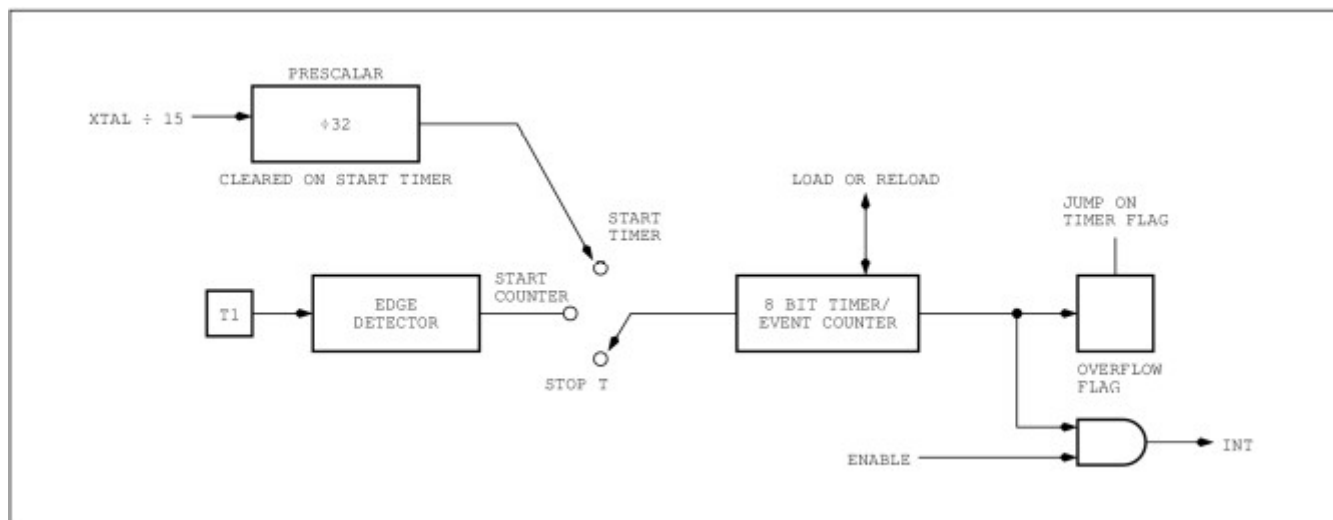 PRESCALAR
XTAL ÷ 15
÷32
CLEARED ON START TIMER
LOAD OR RELOAD
JUMP ON
TIMER FLAG
START
TIMER
START
COUNTER
T1
EDGE
DETECTOR
8 BIT TIMER/
EVENT COUNTER
STOP T
OVERFLOW
FLAG
ENABLE
INT